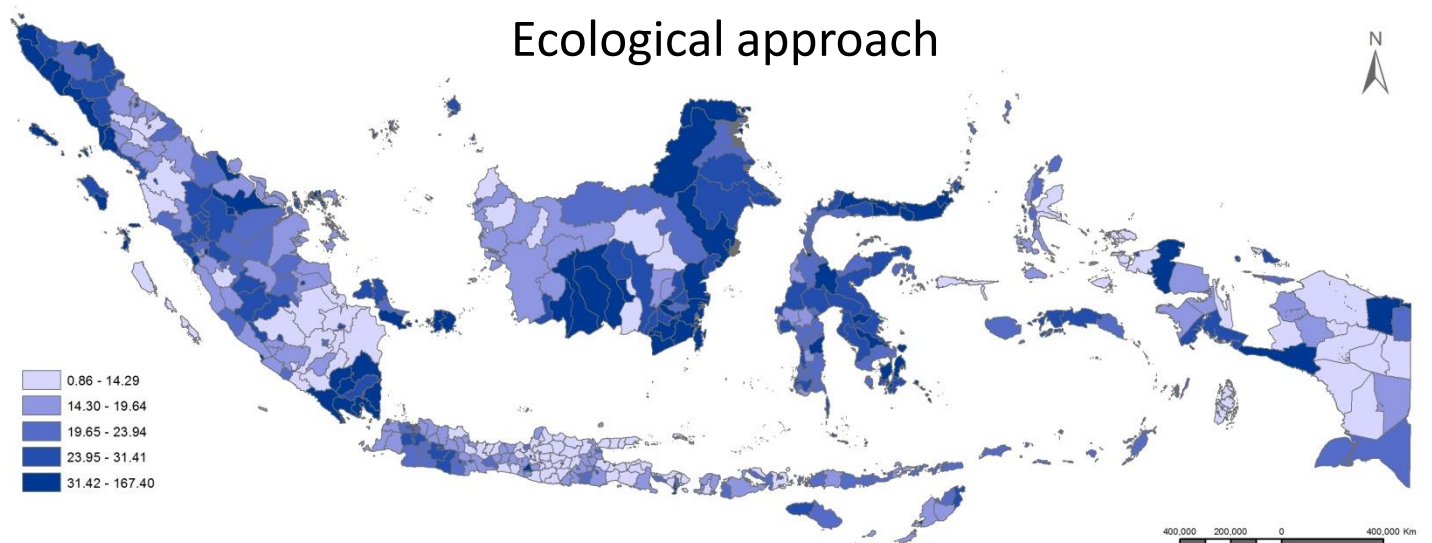 Ecological approach
N
0.86 - 14.29
14.30 - 19.64
19.65 - 23.94
23.95 - 31.41
31.42 - 167.40
400,000 200,000 0 400,000 Km